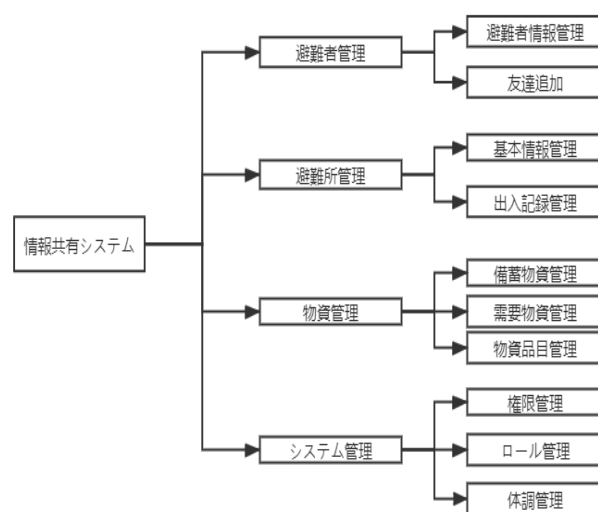 情報共有システム
避難者管理
避難者情報管理
友達追加
避難所管理
基本情報管理
出入記録管理
物資管理
備蓄物資管理
需要物資管理
物資品目管理
システム管理
権限管理
ロール管理
体調管理